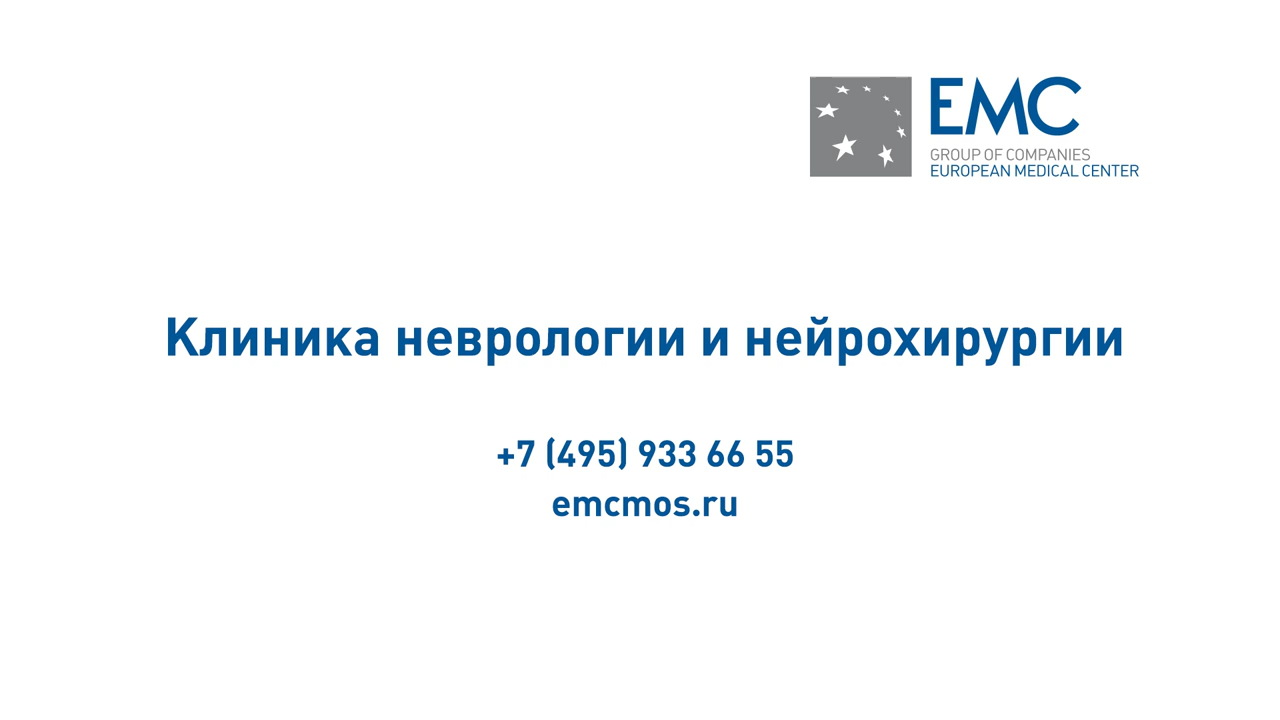 EMC
GROUP OF COMPANIES
EUROPEAN MEDICAL CENTER
Клиника неврологии и нейрохирургии
+7 (495) 933 66 55
emcmos.ru